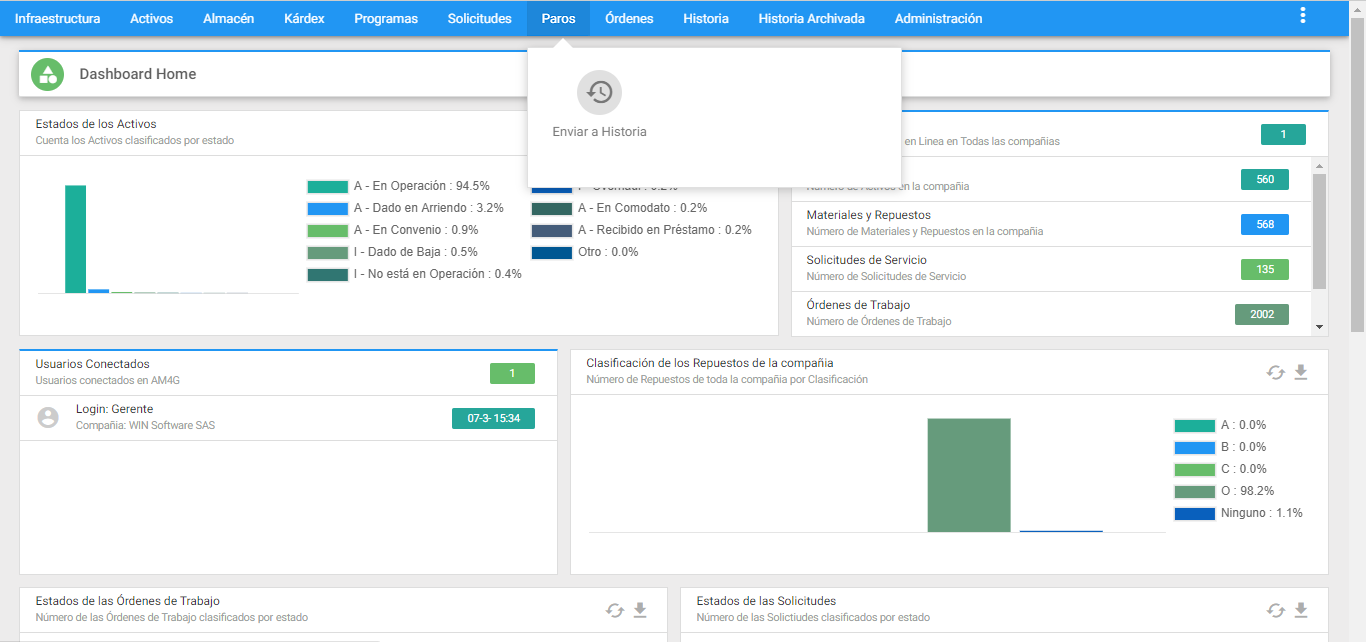 Infraestructura Activos Almacén Kárdex Programas Solicitudes Paros Órdenes Historia Historia Archivada Administración
Dashboard Home
Enviar a Historia
Estados de los Activos
Cuenta los Activos clasificados por estado
A - En Operación : 94.5%
A - Dado en Arriendo : 3.2%
A - En Convenio : 0.9%
I - Dado de Baja : 0.5%
I - No está en Operación : 0.4%
A - En Comodato : 0.2%
A - Recibido en Préstamo : 0.2%
Otro : 0.0%
en Linea en Todas las compañias
1
Número de Activos en la compañia
560
Materiales y Repuestos
Número de Materiales y Repuestos en la compañia
568
Solicitudes de Servicio
Número de Solicitudes de Servicio
135
Órdenes de Trabajo
Número de Órdenes de Trabajo
2002
Usuarios Conectados
Usuarios conectados en AM4G
1
Login: Gerente
Compañia: WIN Software SAS
07-3- 15:34
Clasificación de los Repuestos de la compañia
Número de Repuestos de toda la compañia por Clasificación
A : 0.0%
B : 0.0%
C : 0.0%
O : 98.2%
Ninguno : 1.1%
Estados de las Órdenes de Trabajo
Número de las Órdenes de Trabajo clasificados por estado
Estados de las Solicitudes
Número de las Solictiudes clasificados por estado